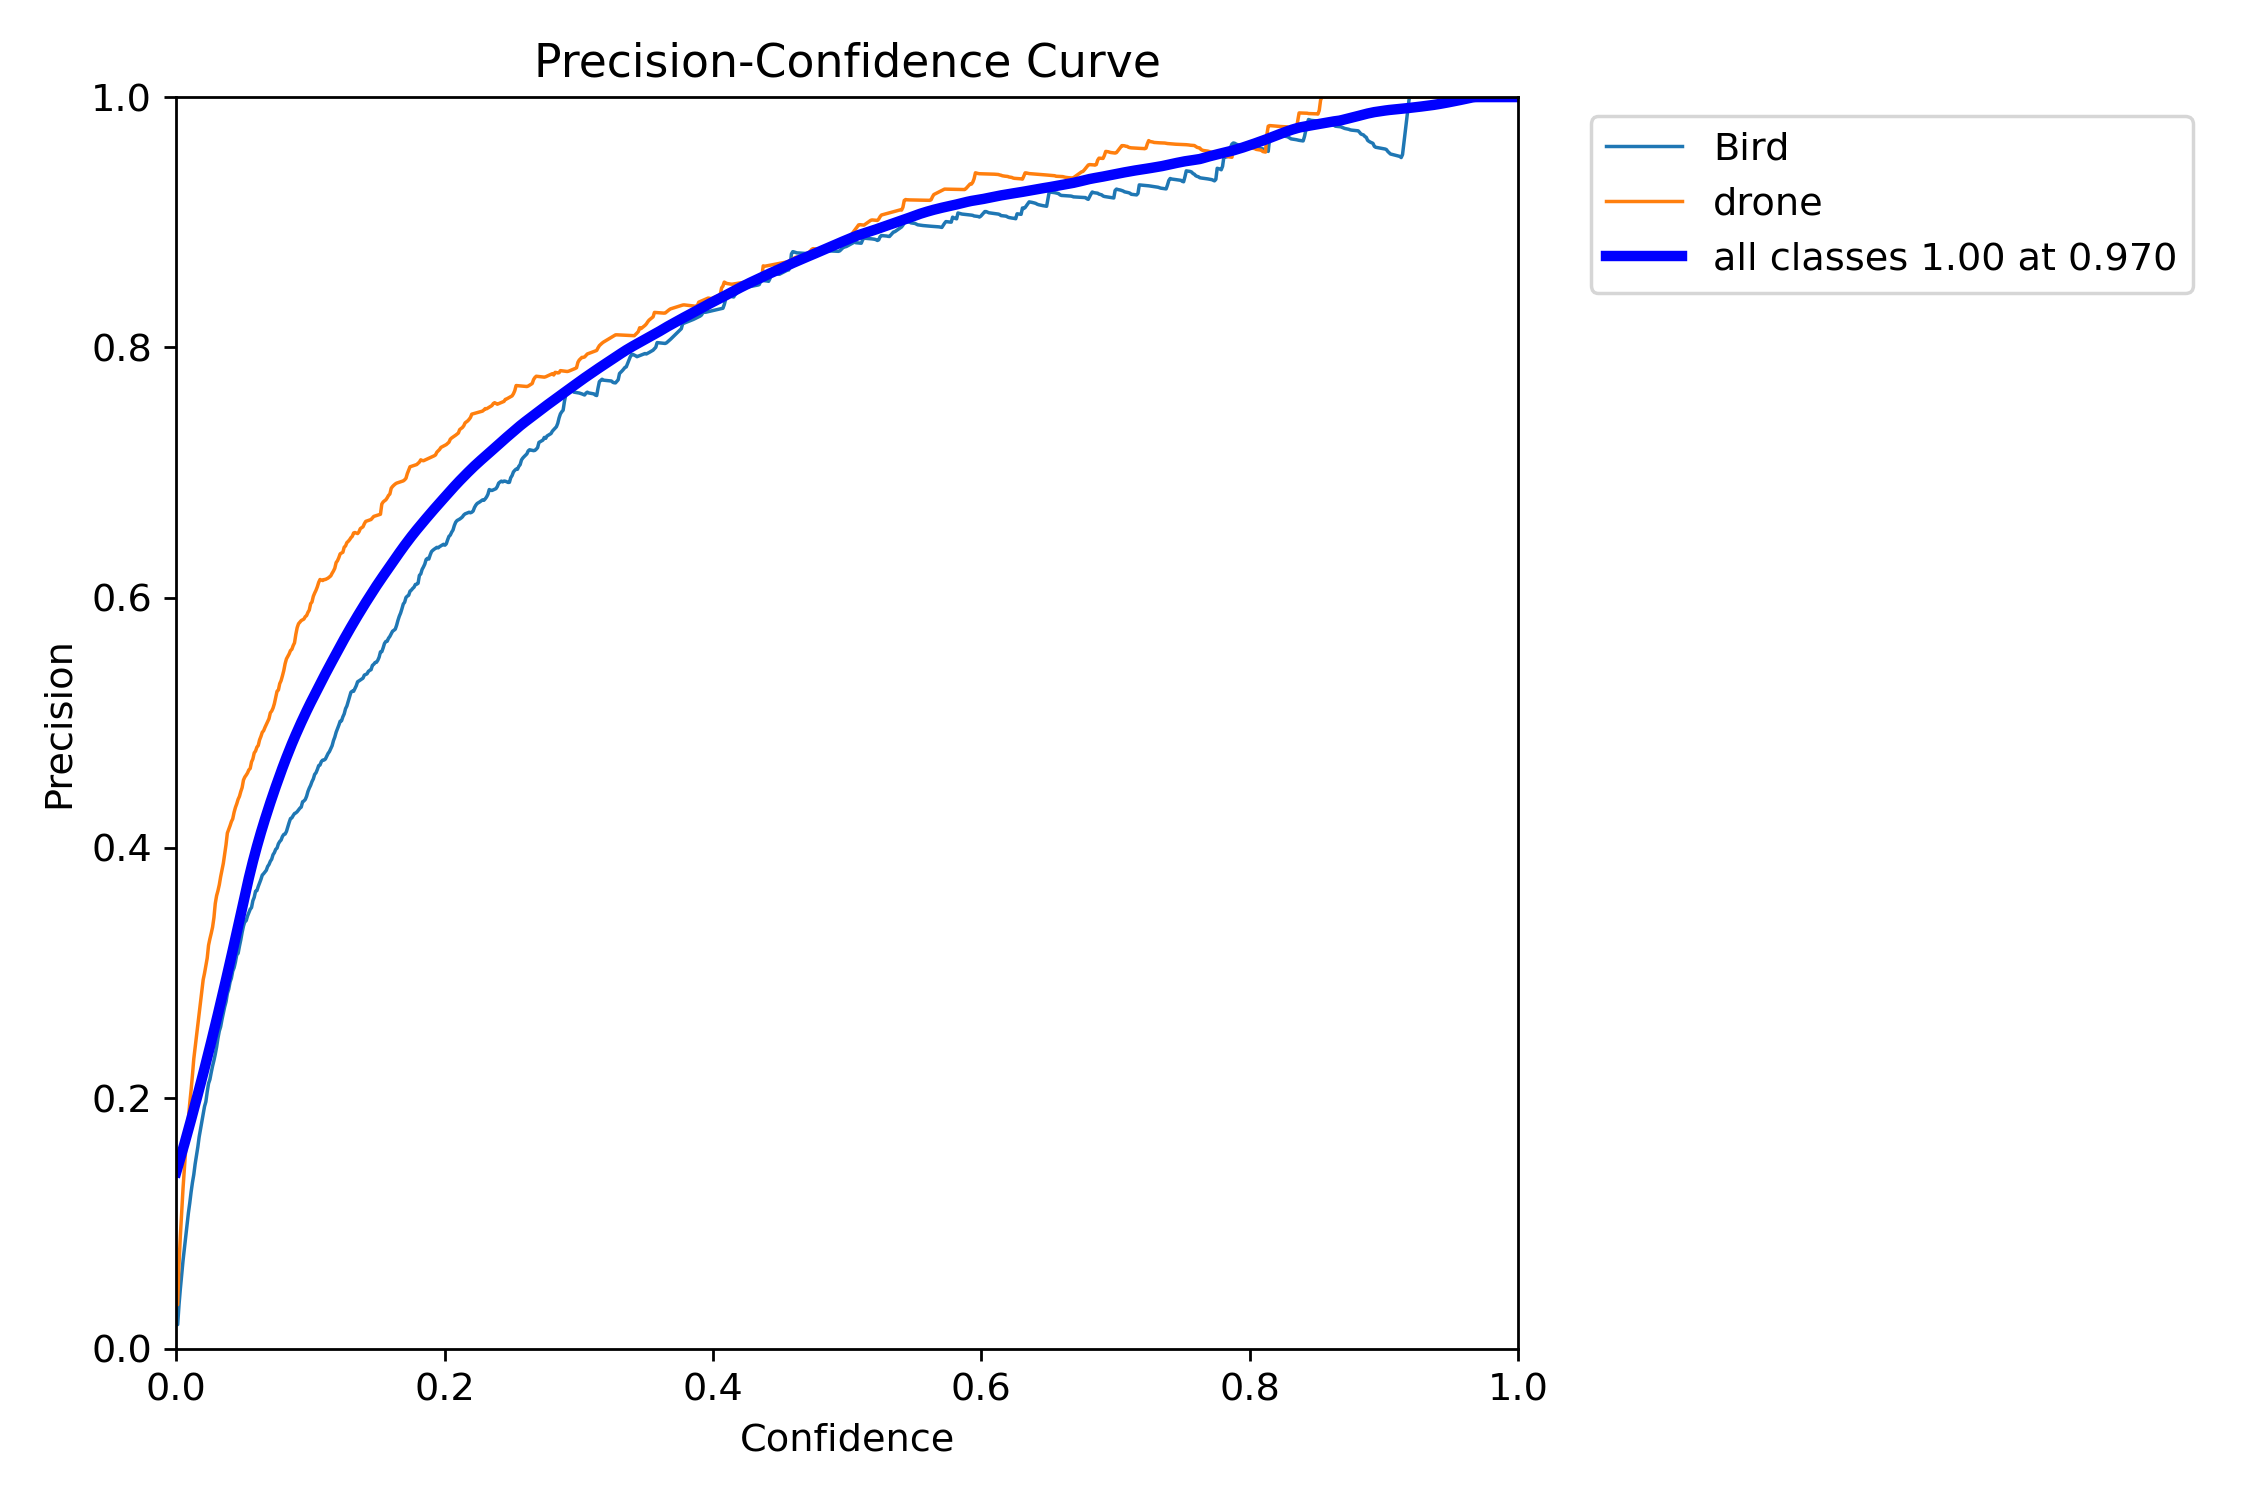 Precision-Confidence Curve
1.0
0.8
0.6
0.4
0.2
0.0
Precision
0.0 0.2 0.4 0.6 0.8 1.0
Confidence
Bird
drone
all classes 1.00 at 0.970